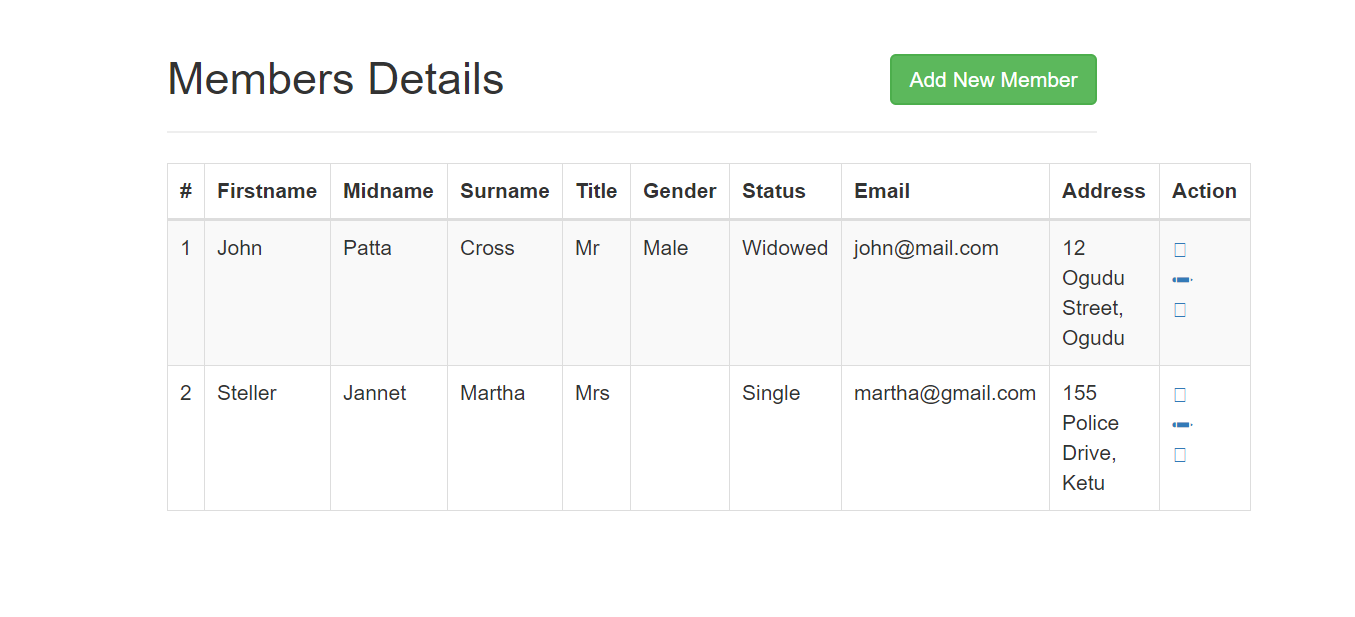 Members Details
Add New Member
# Firstname Midname Surname Title Gender Status Email Address Action
1 John Patta Cross Mr Male Widowed john@mail.com 12
Ogudu
Street,
Ogudu
2 Steller Jannet Martha Mrs Single martha@gmail.com 155
Police
Drive,
Ketu